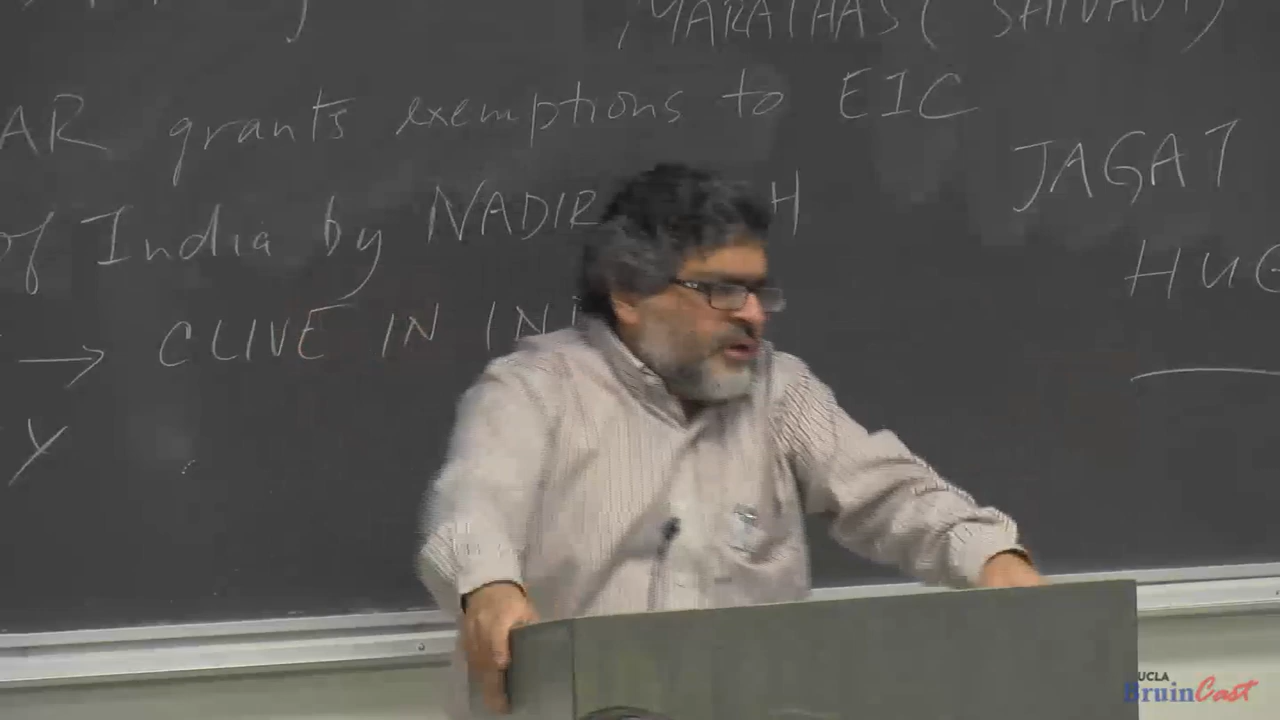 MARATHAS (SHIVAJI)
AR grants exemptions to EIC
JAGAT
of India by NADIR H
HUG
→ CLIVE IN IN
Y
UCLA
BruinCast